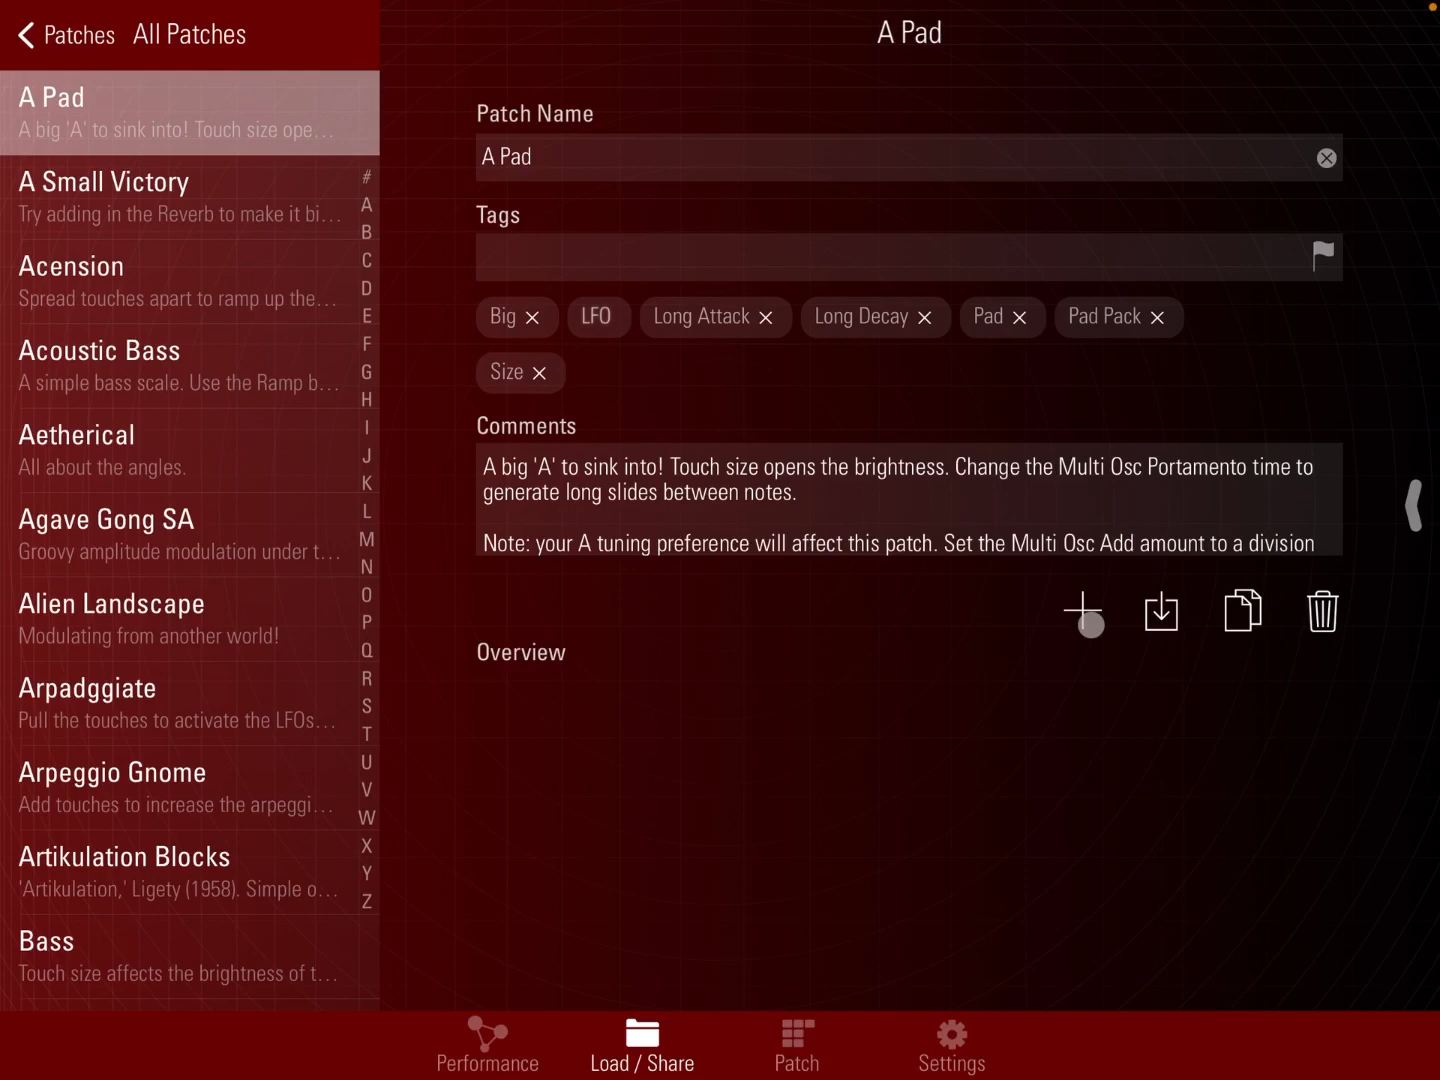 Patches All Patches
A Pad
A big 'A' to sink into! Touch size ope...
A Small Victory
Try adding in the Reverb to make it bi...
Acension
Spread touches apart to ramp up the...
Acoustic Bass
A simple bass scale. Use the Ramp b...
Aetherical
All about the angles.
Agave Gong SA
Groovy amplitude modulation under t...
Alien Landscape
Modulating from another world!
Arpadggiate
Pull the touches to activate the LFOs...
Arpeggio Gnome
Add touches to increase the arpeggi...
Artikulation Blocks
'Artikulation,' Ligety (1958). Simple o...
Bass
Touch size affects the brightness of t...
#
A
B
C
D
E
F
G
H
I
J
K
L
M
N
O
P
Q
R
S
T
U
V
W
X
Y
Z
A Pad
Patch Name
A Pad
Tags
Big LFO Long Attack Long Decay Pad Pad Pack
Size
Comments
A big 'A' to sink into! Touch size opens the brightness. Change the Multi Osc Portamento time to
generate long slides between notes.
Note: your A tuning preference will affect this patch. Set the Multi Osc Add amount to a division
Overview
Performance Load / Share Patch Settings